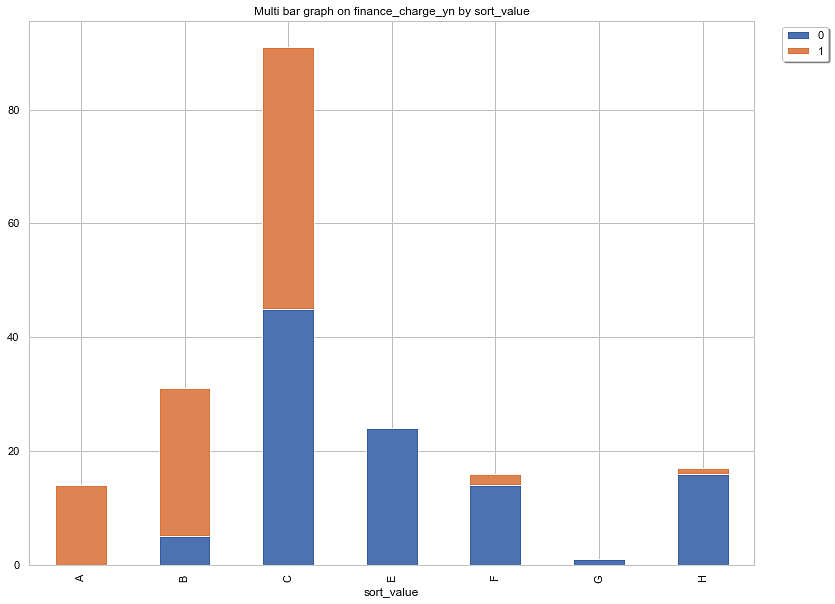 Multi bar graph on finance_charge_yn by sort_value
0
1
80
60
40
20
0
A
B
C
E
F
G
H
sort_value